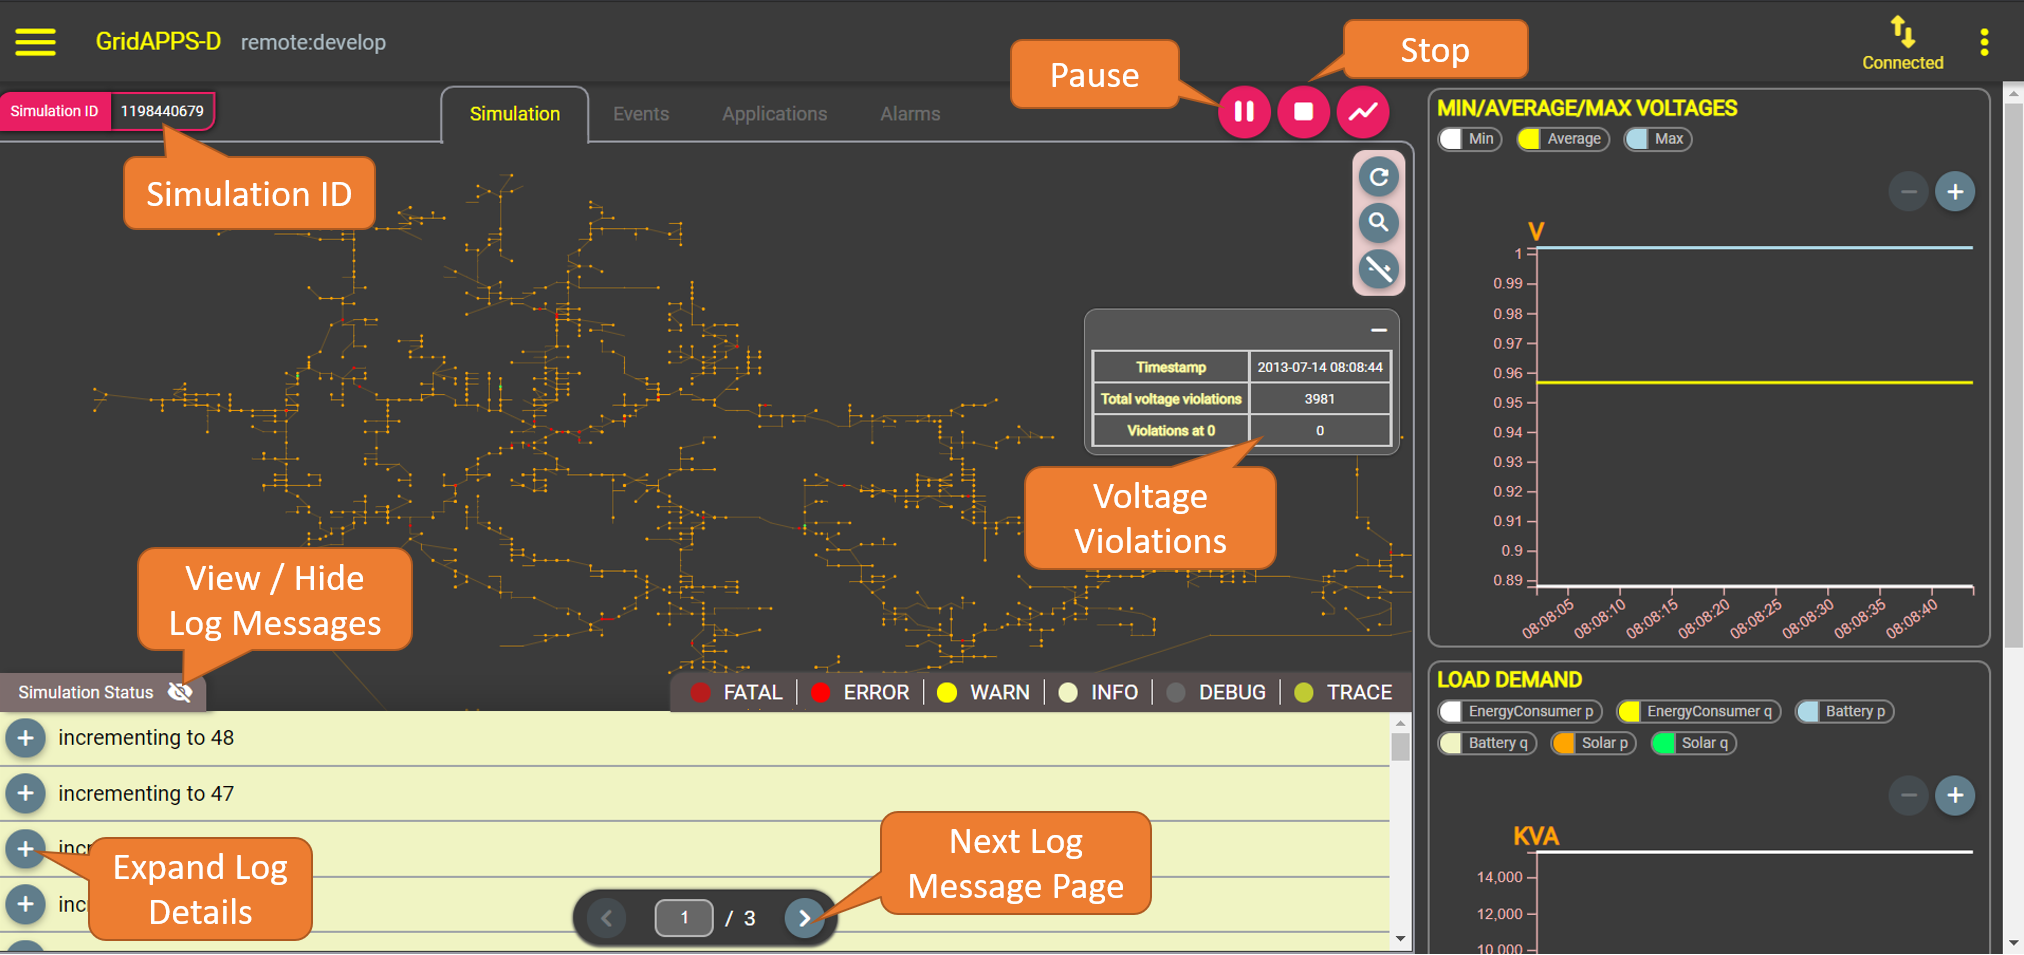 GridAPPS-D remote:develop
Connected
Pause
Stop
Simulation ID 1198440679
Simulation Events Applications Alarms
Simulation ID
MIN/AVERAGE/MAX VOLTAGES
Min Average Max
V
1
0.99
0.98
0.97
0.96
0.95
0.94
0.93
0.92
0.91
0.9
0.89
08:08:05 08:08:10 08:08:15 08:08:20 08:08:25 08:08:30 08:08:35 08:08:40
Timestamp 2013-07-14 08:08:44
Total voltage violations 3981
Violations at 0 0
Voltage
Violations
View / Hide
Log Messages
Simulation Status
FATAL ERROR WARN INFO DEBUG TRACE
incrementing to 48
incrementing to 47
Expand Log
Details
Next Log
Message Page
1 / 3
LOAD DEMAND
EnergyConsumer p EnergyConsumer q Battery p
Battery q Solar p Solar q
KVA
14,000
12,000
10,000